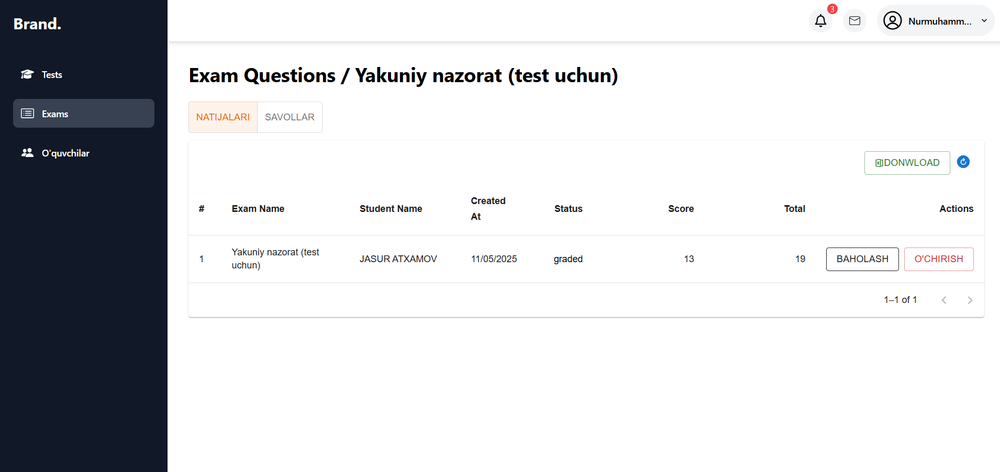 Brand.
3
Nurmuhamm...
Tests
Exams
O'quvchilar
Exam Questions / Yakuniy nazorat (test uchun)
NATIJALARI
SAVOLLAR
DONWLOAD
#
Exam Name
Student Name
Created
At
Status
Score
Total
Actions
1
Yakuniy nazorat (test
uchun)
JASUR ATXAMOV
11/05/2025
graded
13
19
BAHOLASH
O'CHIRISH
1–1 of 1